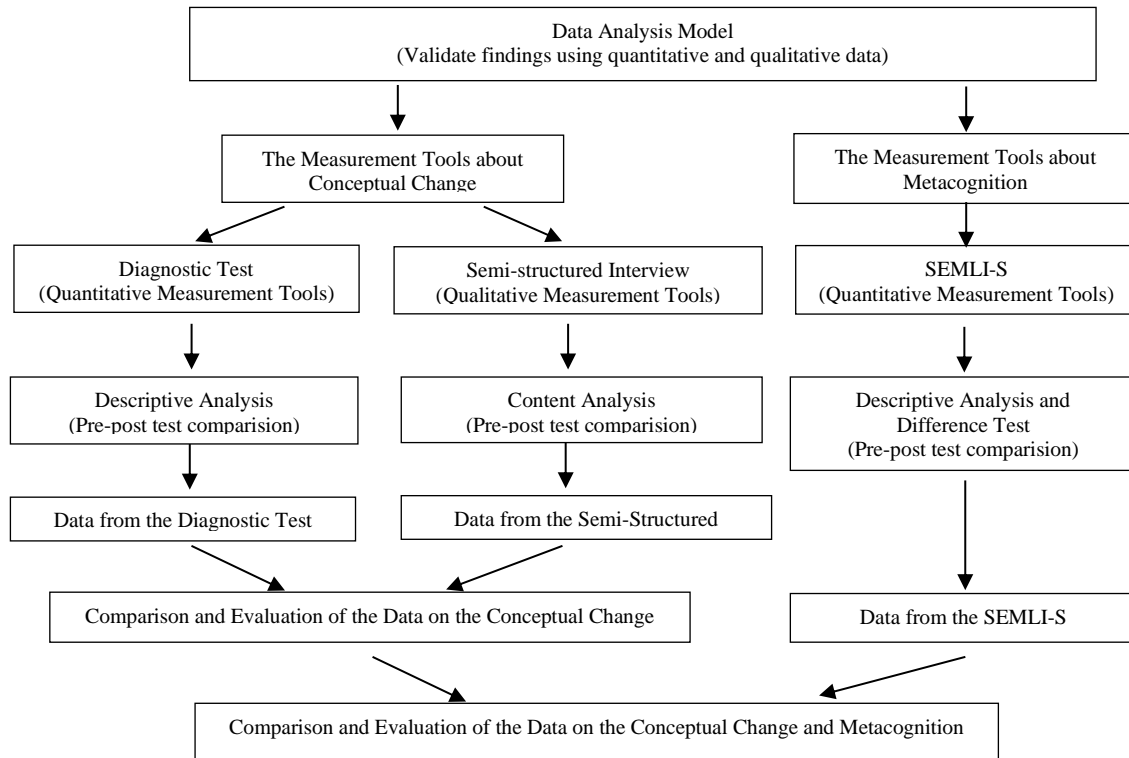 Data Analysis Model
(Validate findings using quantitative and qualitative data)
The Measurement Tools about
Conceptual Change
The Measurement Tools about
Metacognition
Diagnostic Test
(Quantitative Measurement Tools)
Semi-structured Interview
(Qualitative Measurement Tools)
SEMLI-S
(Quantitative Measurement Tools)
Descriptive Analysis
(Pre-post test comparision)
Content Analysis
(Pre-post test comparision)
Descriptive Analysis and
Difference Test
(Pre-post test comparision)
Data from the Diagnostic Test
Data from the Semi-Structured
Comparison and Evaluation of the Data on the Conceptual Change
Data from the SEMLI-S
Comparison and Evaluation of the Data on the Conceptual Change and Metacognition